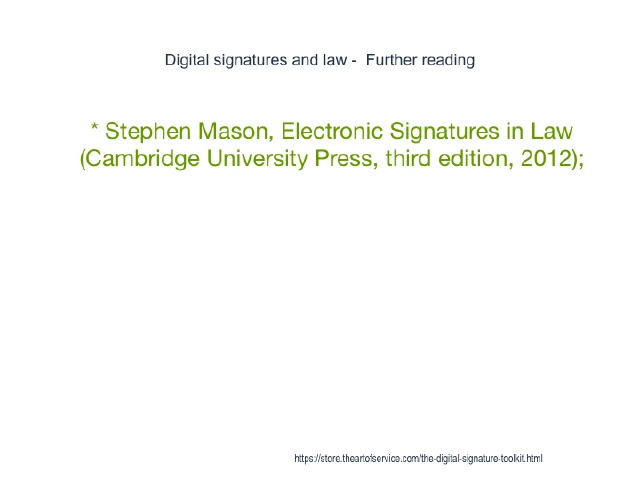 Digital signatures and law -  Further reading
* Stephen Mason, Electronic Signatures in Law
(Cambridge University Press, third edition, 2012);
https://store.theartofservice.com/the-digital-signature-toolkit.html